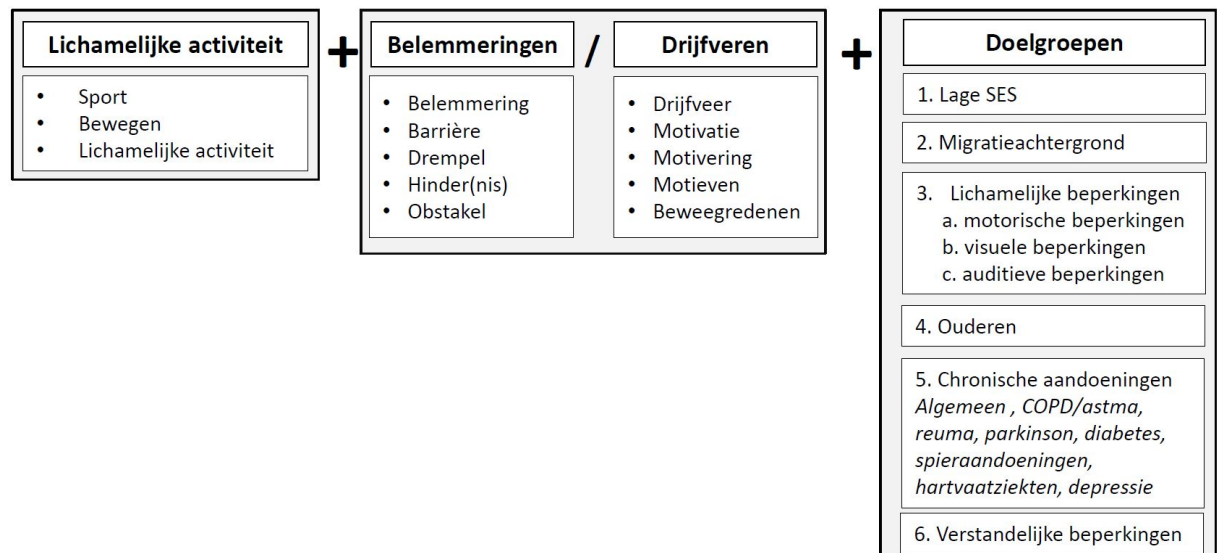 Lichamelijke activiteit
• Sport
• Bewegen
• Lichamelijke activiteit
+
Belemmeringen
• Belemmering
• Barrière
• Drempel
• Hinder(nis)
• Obstakel
/
Drijfveren
• Drijfveer
• Motivatie
• Motivering
• Motieven
• Beweegredenen
+
Doelgroepen
1. Lage SES
2. Migratieachtergrond
3. Lichamelijke beperkingen
a. motorische beperkingen
b. visuele beperkingen
c. auditieve beperkingen
4. Ouderen
5. Chronische aandoeningen
Algemeen , COPD/astma,
reuma, parkinson, diabetes,
spieraandoeningen,
hartvaatziekten, depressie
6. Verstandelijke beperkingen